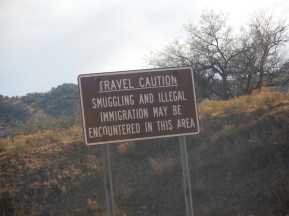 TRAVEL CAUTION
SMUGGLING AND ILLEGAL
IMMIGRATION MAY BE
ENCOUNTERED IN THIS AREA